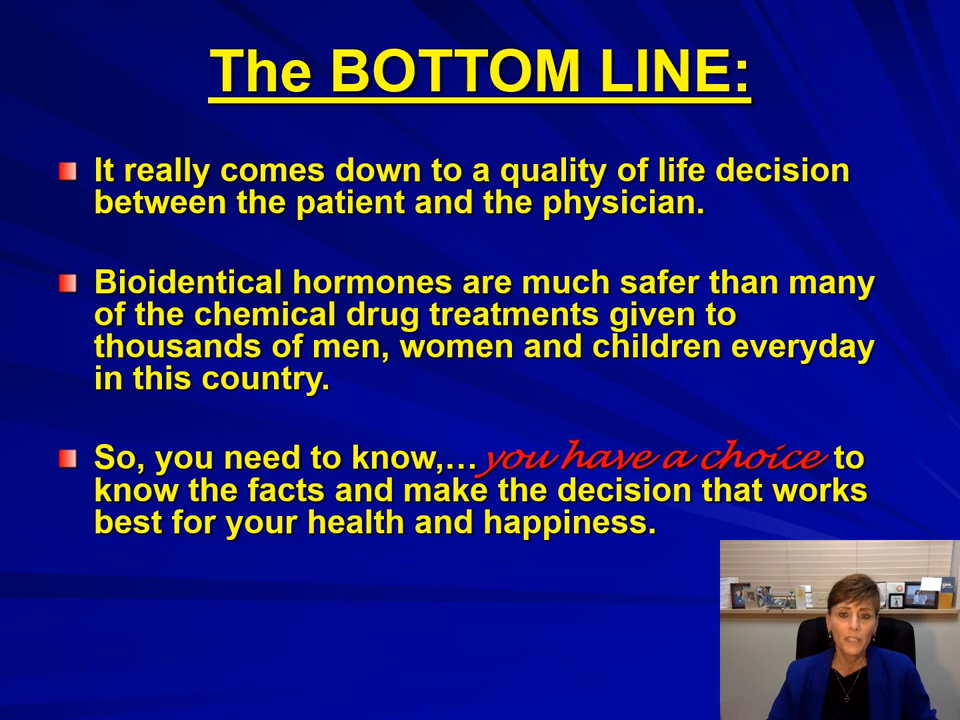 The BOTTOM LINE:
It really comes down to a quality of life decision
between the patient and the physician.
Bioidentical hormones are much safer than many
of the chemical drug treatments given to
thousands of men, women and children everyday
in this country.
So, you need to know,…you have a choice to
know the facts and make the decision that works
best for your health and happiness.